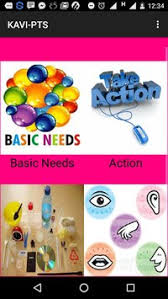 12:34
KAVI-PTS
BASIC NEEDS
Take
Action
Basic Needs
Action